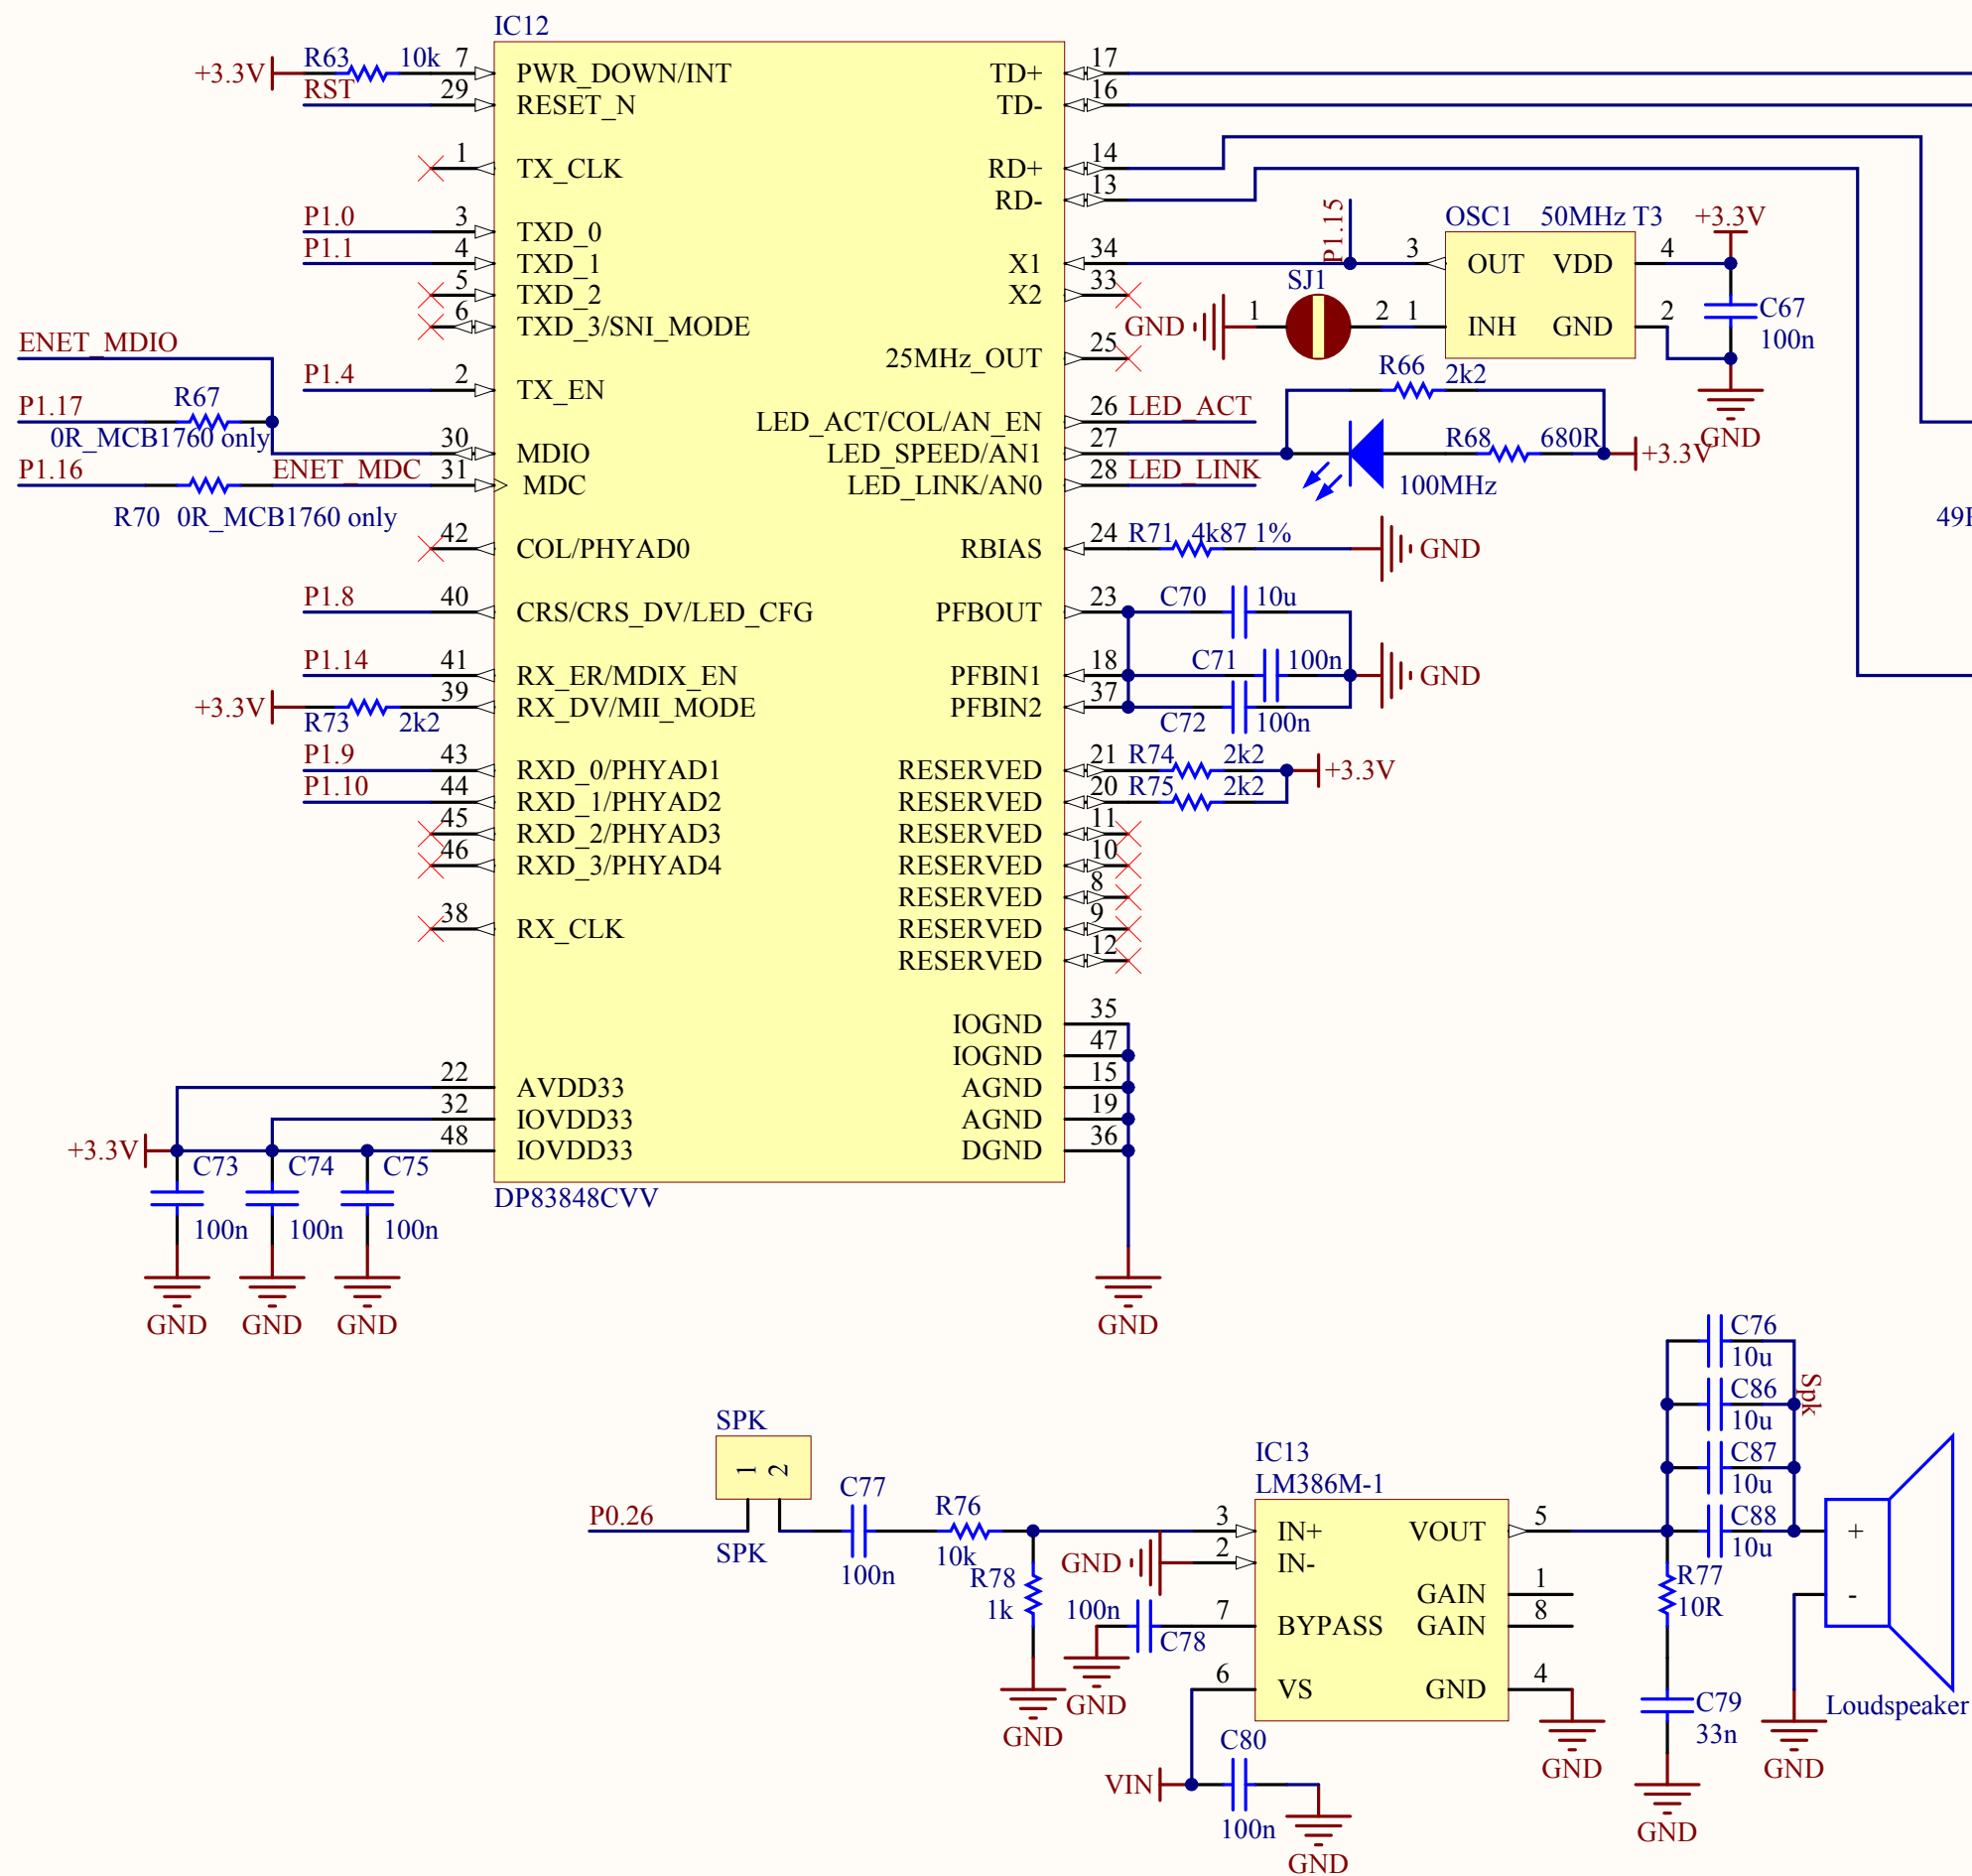 IC12
+3.3V
R63
10k
7
PWR_DOWN/INT
TD+
17
RST
29
RESET_N
TD-
16
1
TX_CLK
RD+
14
RD-
13
P1.0
3
TXD_0
P1.1
4
TXD_1
X1
34
5
TXD_2
X2
33
6
TXD_3/SNI_MODE
P1.15
OSC1
50MHz T3
+3.3V
3
OUT
VDD
4
SJ1
GND
1
2
1
INH
GND
2
C67
100n
GND
25MHz_OUT
25
ENET_MDIO
P1.4
2
TX_EN
P1.17
R67
0R_MCB1760 only
30
MDIO
P1.16
ENET_MDC
31
MDC
R70
0R_MCB1760 only
LED_ACT/COL/AN_EN
26
LED_ACT
LED_SPEED/AN1
27
LED_LINK/AN0
28
LED_LINK
R66
2k2
R68
680R
+3.3V
100MHz
49
42
COL/PHYAD0
RBIAS
24
R71
4k87 1%
GND
P1.8
40
CRS/CRS_DV/LED_CFG
PFBOUT
23
C70
10u
P1.14
41
RX_ER/MDIX_EN
PFBIN1
18
C71
100n
GND
+3.3V
R73
2k2
39
RX_DV/MII_MODE
PFBIN2
37
C72
100n
P1.9
43
RXD_0/PHYAD1
RESERVED
21
R74
2k2
+3.3V
P1.10
44
RXD_1/PHYAD2
RESERVED
20
R75
2k2
45
RXD_2/PHYAD3
RESERVED
11
46
RXD_3/PHYAD4
RESERVED
10
RESERVED
8
38
RX_CLK
RESERVED
9
RESERVED
12
IOGND
35
IOGND
47
22
AVDD33
AGND
15
32
IOVDD33
AGND
19
+3.3V
48
IOVDD33
DGND
36
C73
C74
C75
100n
100n
100n
DP83848CVV
GND
GND
GND
GND
SPK
1
2
P0.26
SPK
C77
100n
R76
10k
R78
1k
GND
IC13
LM386M-1
3
IN+
VOUT
5
GND
2
IN-
GAIN
1
100n
C78
7
BYPASS
GAIN
8
GND
6
VS
GND
4
GND
VIN
C80
100n
GND
C76
10u
C86
10u
C87
10u
C88
10u
Spk
R77
10R
C79
33n
GND
+
-
Loudspeaker
GND